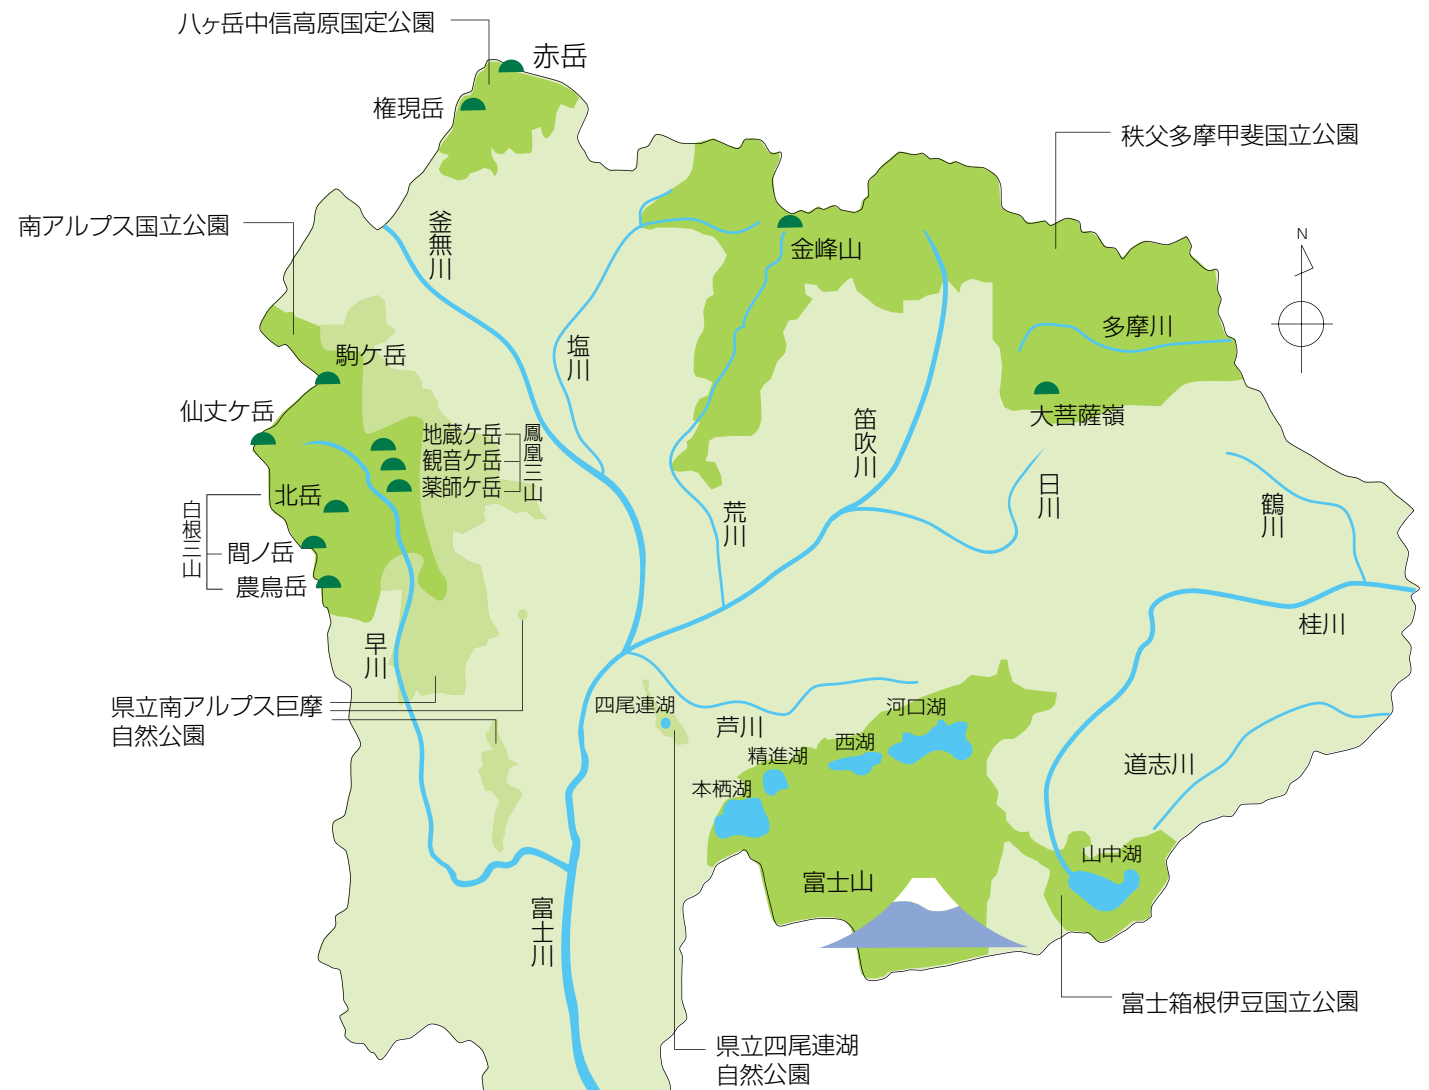 八ヶ岳中信高原国定公園
赤岳
権現岳
秩父多摩甲斐国立公園
南アルプス国立公園
釜無川
N
金峰山
多摩川
塩川
駒ケ岳
仙丈ケ岳
大菩薩嶺
笛吹川
地蔵ケ岳
観音ケ岳
薬師ケ岳
鳳凰三山
北岳
白根三山
間ノ岳
農鳥岳
荒川
日川
鶴川
桂川
早川
県立南アルプス巨摩
自然公園
四尾連湖
芦川
河口湖
西湖
精進湖
本栖湖
道志川
山中湖
富士山
富士川
富士箱根伊豆国立公園
県立四尾連湖
自然公園